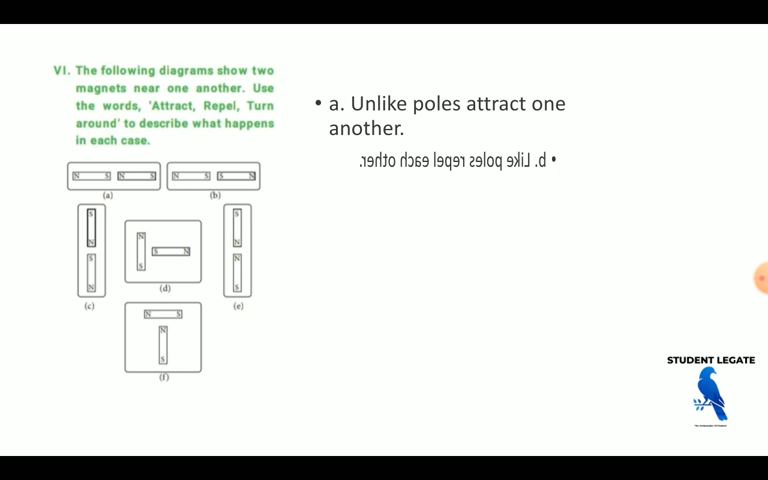 VI. The following diagrams show two
magnets near one another. Use
the words, 'Attract, Repel, Turn
around' to describe what happens
in each case.
N S N S
(a)
N S S N
(b)
S
N
S
N
(c)
N
S
S N
(d)
S
N
N
S
(e)
N S
N
S
(f)
• a. Unlike poles attract one
another.
• b. Like poles repel each other.
STUDENT LEGATE